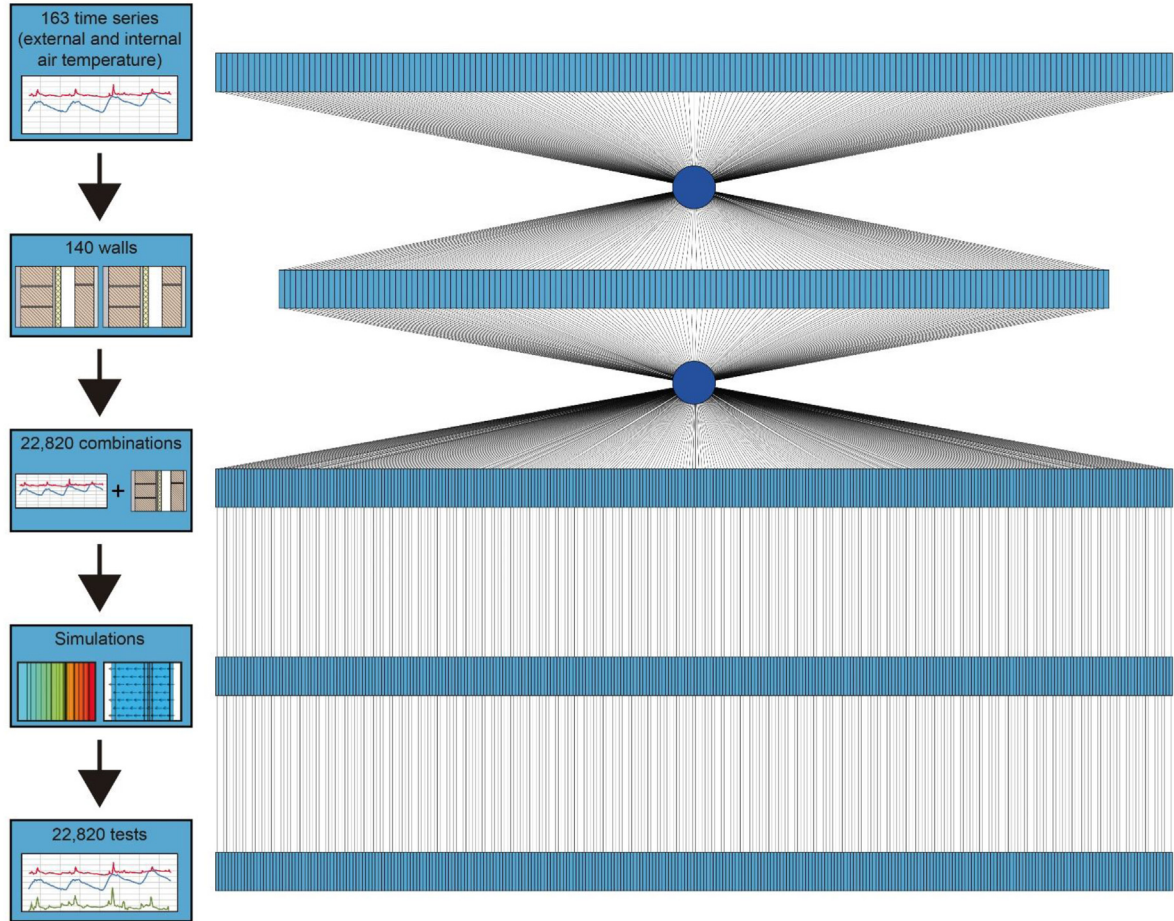 163 time series
(external and internal
air temperature)
140 walls
22,820 combinations
+
Simulations
22,820 tests